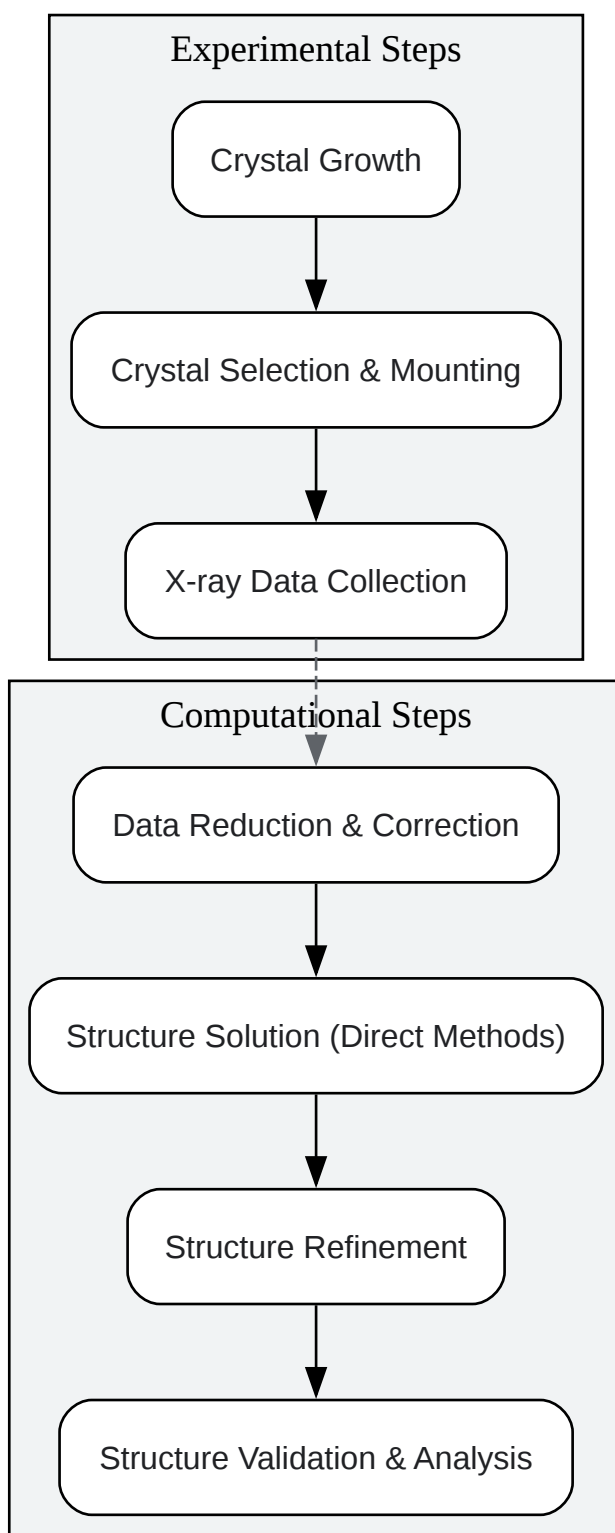 Experimental Steps
Crystal Growth
Crystal Selection & Mounting
X-ray Data Collection
Computational Steps
Data Reduction & Correction
Structure Solution (Direct Methods)
Structure Refinement
Structure Validation & Analysis